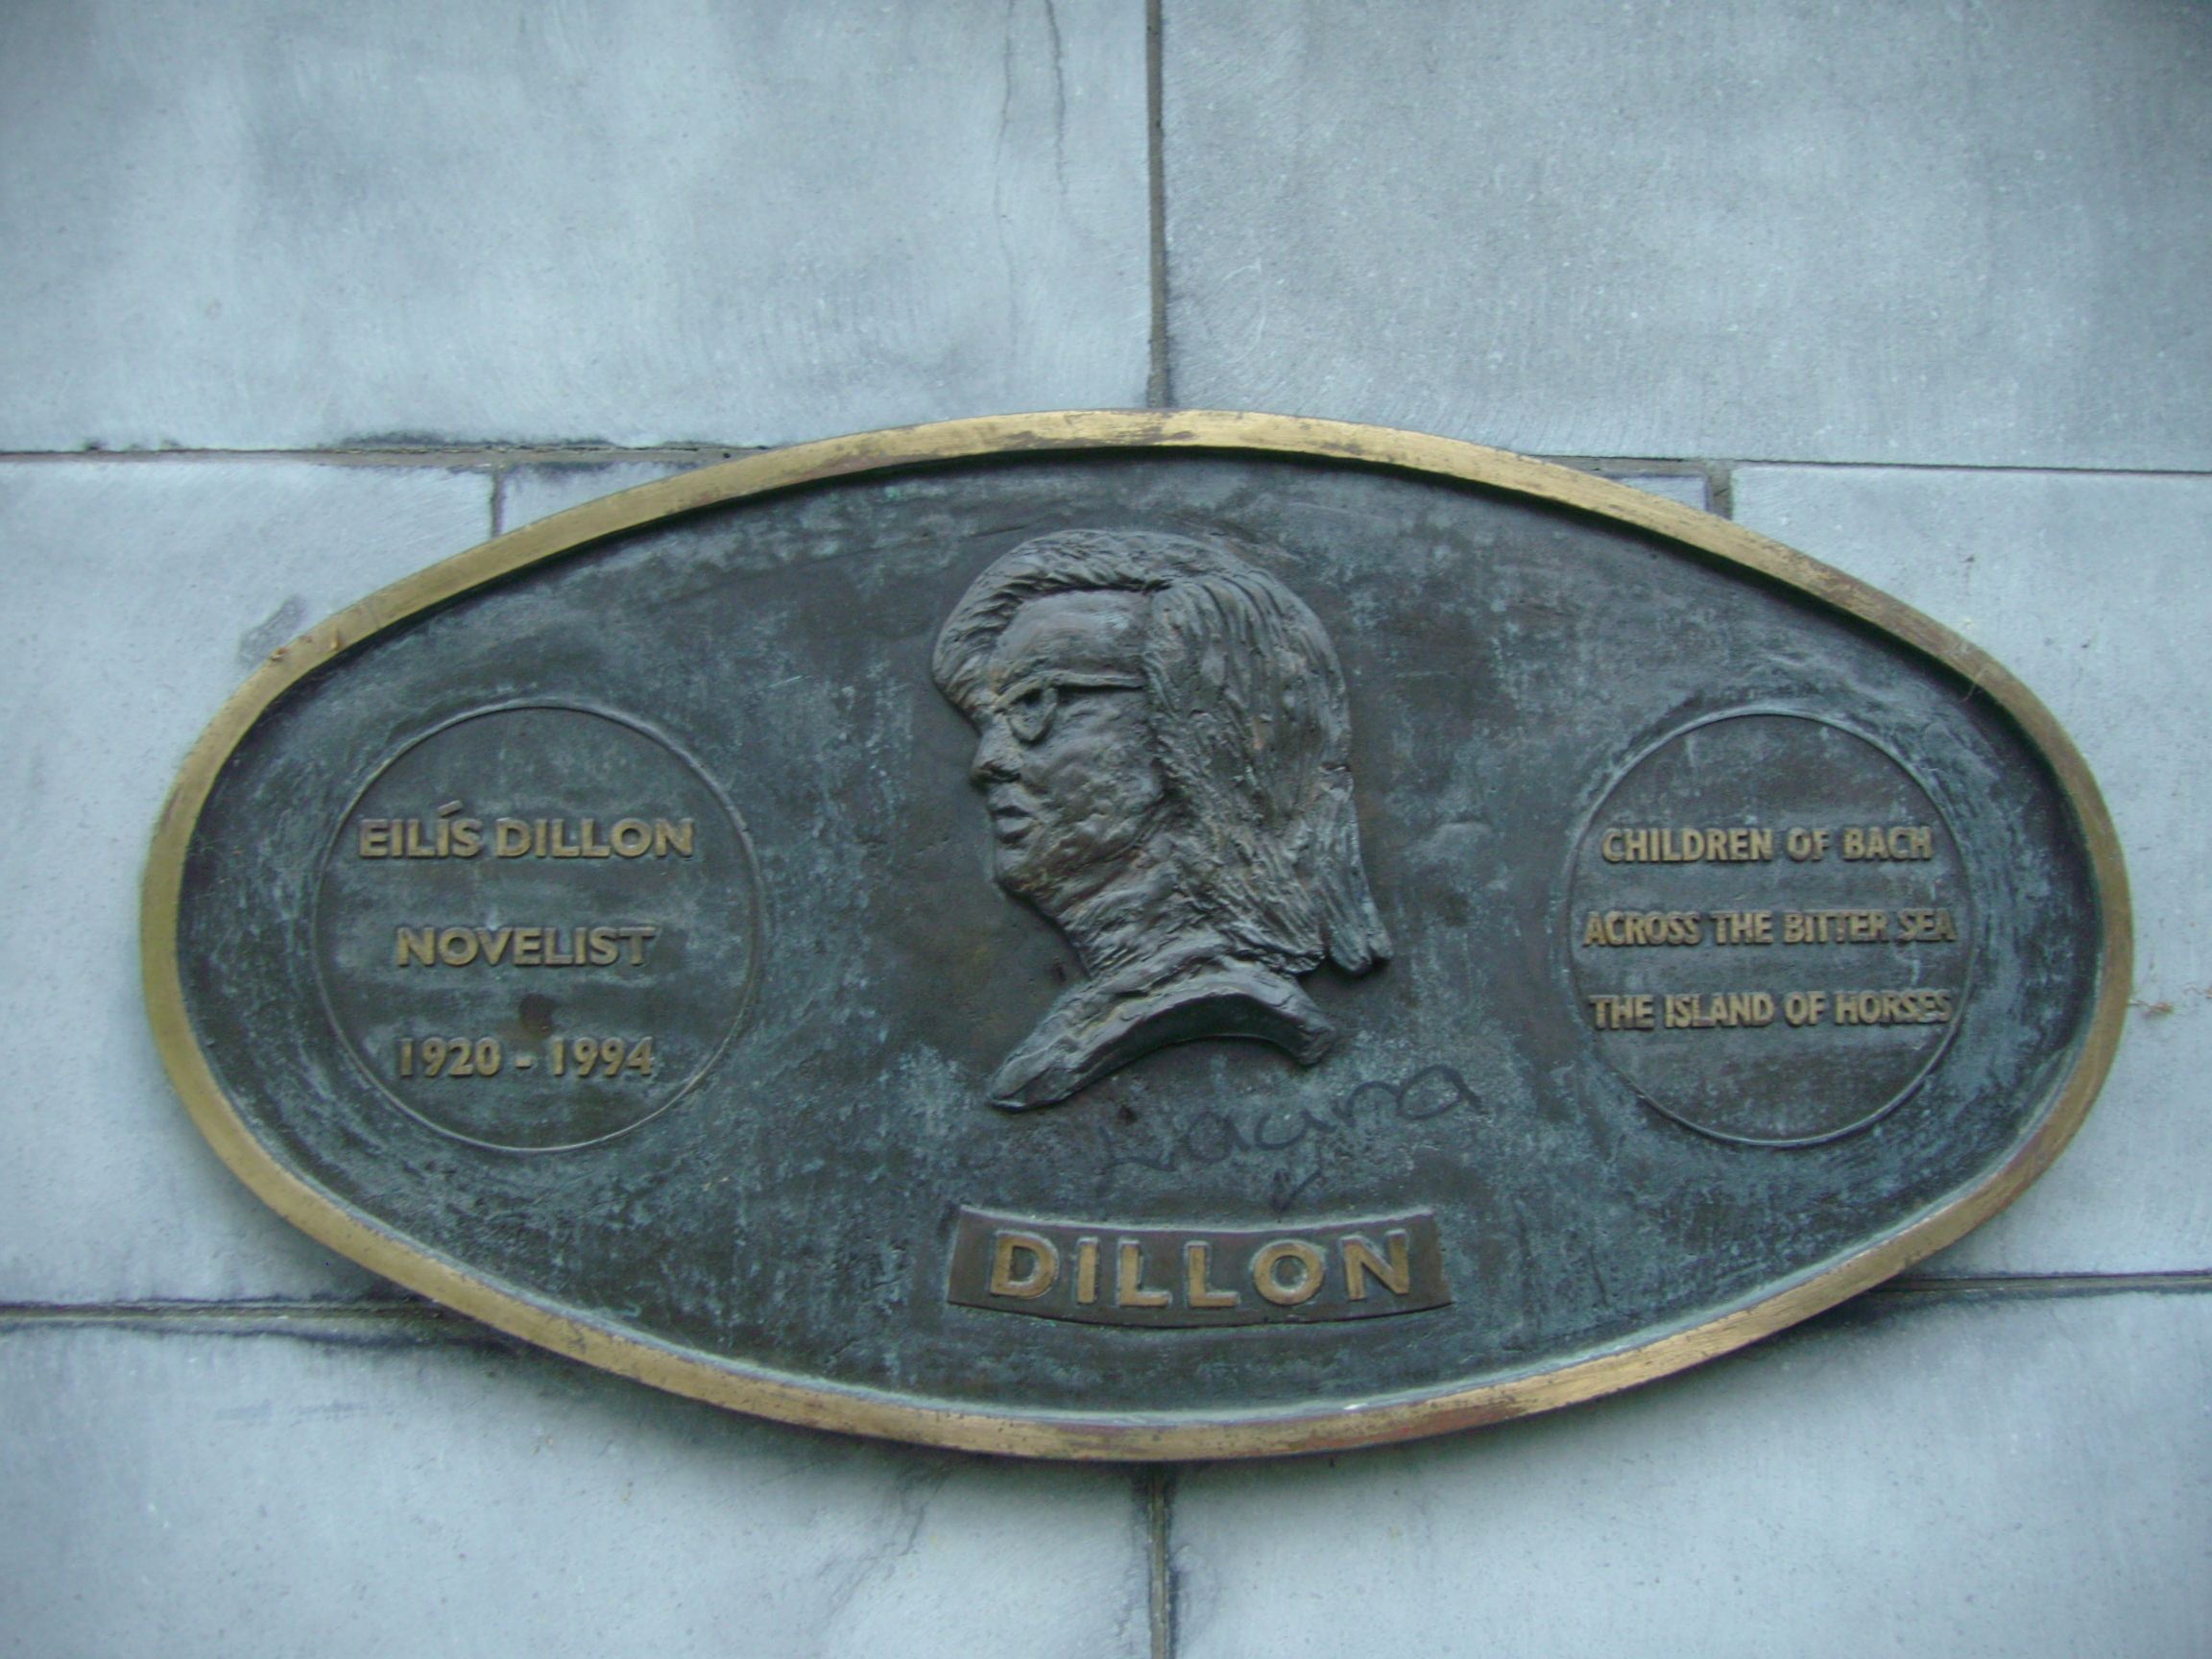 EILÍS DILLON
NOVELIST
1920 - 1994
CHILDREN OF BACH
ACROSS THE BITTER SEA
THE ISLAND OF HORSES
DILLON